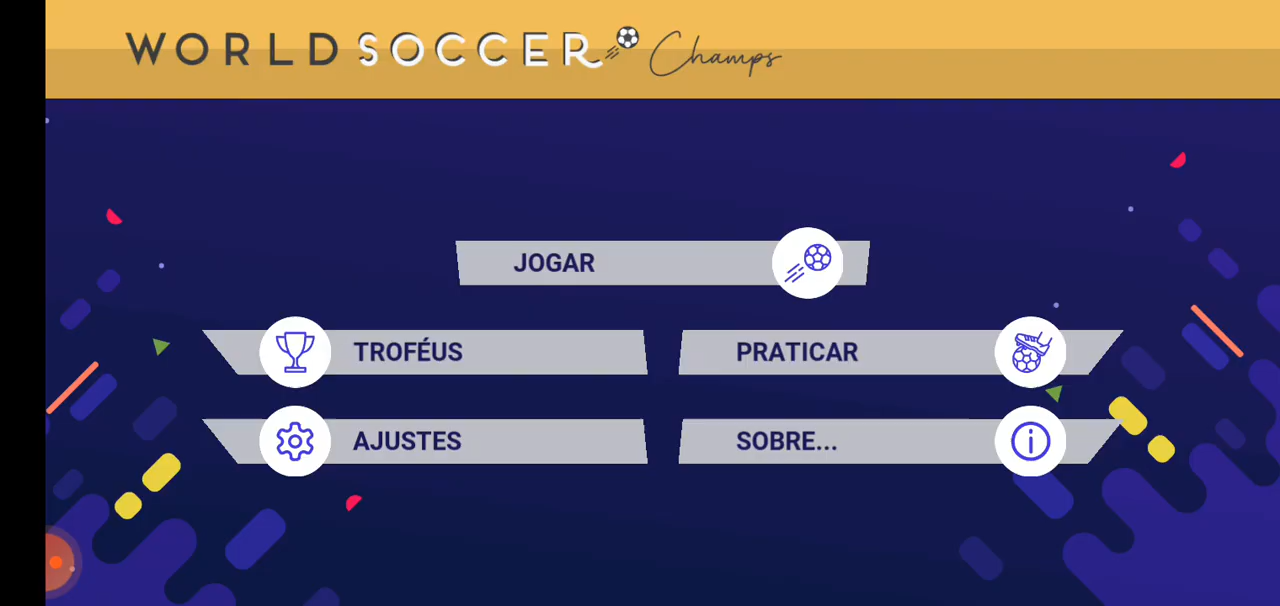 WORLD SOCCER Champs
JOGAR
TROFÉUS
PRATICAR
AJUSTES
SOBRE...